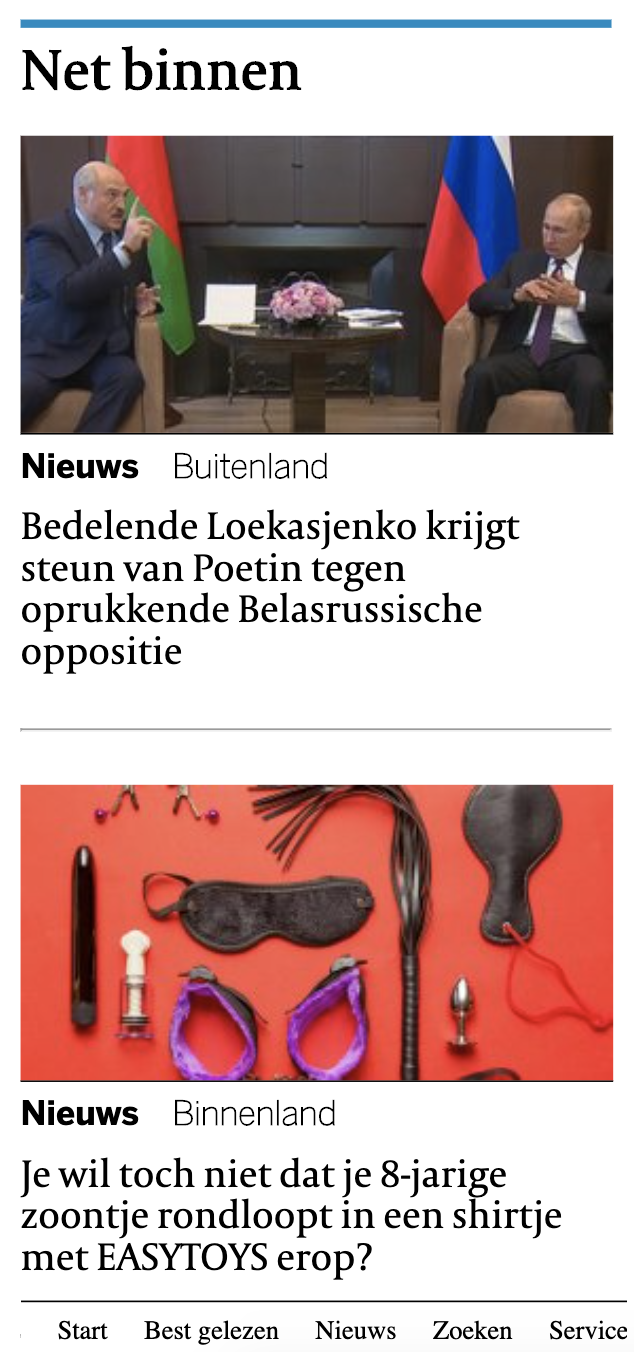 Net binnen
Nieuws Buitenland
Bedelende Loekasjenko krijgt
steun van Poetin tegen
oprukkende Belasrussische
oppositie
Nieuws Binnenland
Je wil toch niet dat je 8-jarige
zoontje rondloopt in een shirtje
met EASYTOYS erop?
Start Best gelezen Nieuws Zoeken Service